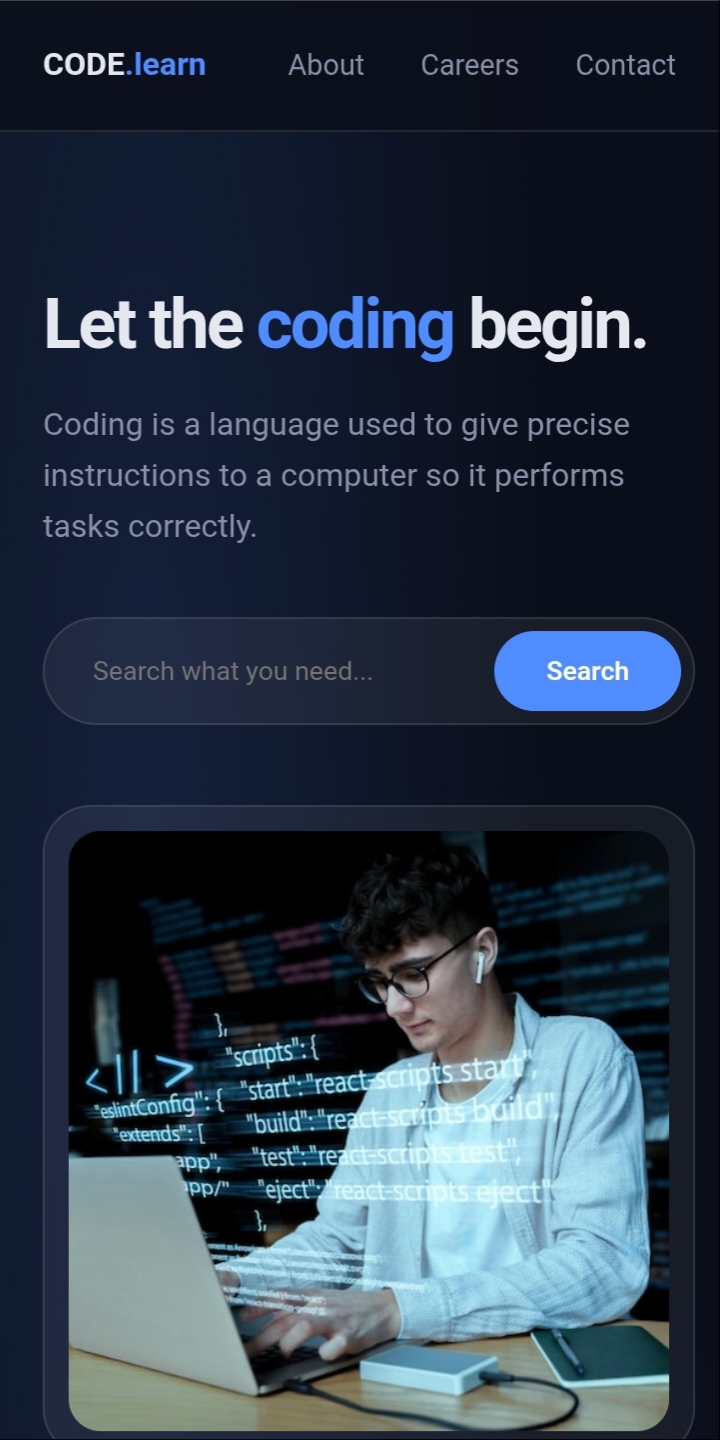 CODE.learn
About
Careers
Contact
Let the coding begin.
Coding is a language used to give precise
instructions to a computer so it performs
tasks correctly.
Search what you need...
Search
},
"scripts": {
<||>
"start": "react-scripts start",
"eslintConfig": {
"build": "react-scripts build",
"extends": [
"test": "react-scripts test",
app",
"eject": "react-scripts eject"
app/"
},